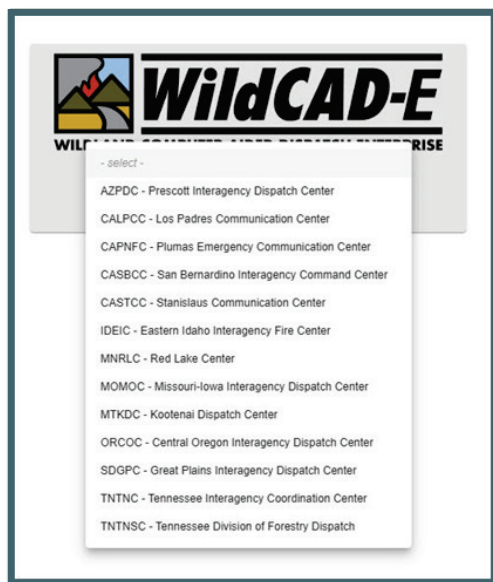 WildCAD-E
- select -
AZPDC - Prescott Interagency Dispatch Center
CALPCC - Los Padres Communication Center
CAPNFC - Plumas Emergency Communication Center
CASBCC - San Bernardino Interagency Command Center
CASTCC - Stanislaus Communication Center
IDEIC - Eastern Idaho Interagency Fire Center
MNRLC - Red Lake Center
MOMOC - Missouri-Iowa Interagency Dispatch Center
MTKDC - Kootenai Dispatch Center
ORCOC - Central Oregon Interagency Dispatch Center
SDGPC - Great Plains Interagency Dispatch Center
TNTNC - Tennessee Interagency Coordination Center
TNTNSC - Tennessee Division of Forestry Dispatch